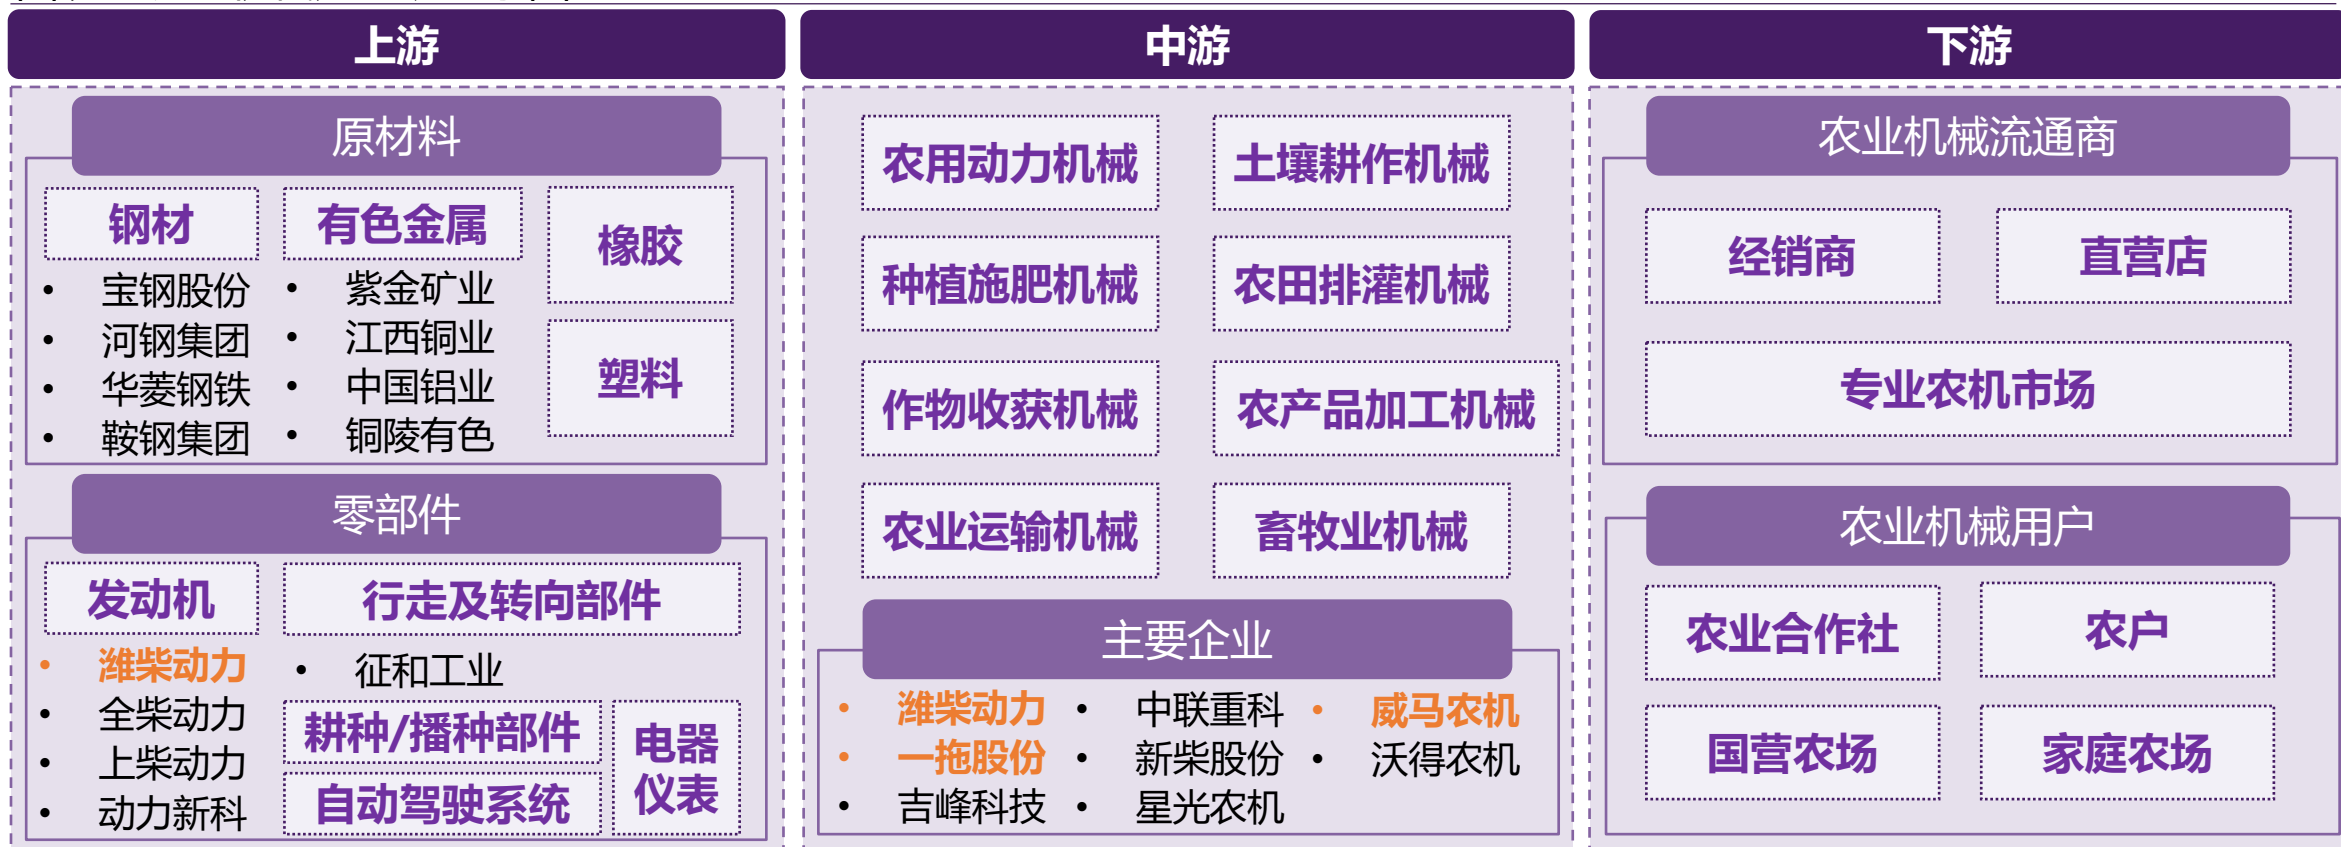 上游
原材料
钢材
宝钢股份
河钢集团
华菱钢铁
鞍钢集团
有色金属
紫金矿业
江西铜业
中国铝业
铜陵有色
橡胶
塑料
零部件
发动机
潍柴动力
全柴动力
上柴动力
动力新科
行走及转向部件
征和工业
耕种/播种部件
自动驾驶系统
电器
仪表
中游
农用动力机械
土壤耕作机械
种植施肥机械
农田排灌机械
作物收获机械
农产品加工机械
农业运输机械
畜牧业机械
主要企业
潍柴动力
一拖股份
吉峰科技
中联重科
新柴股份
星光农机
威马农机
沃得农机
下游
农业机械流通商
经销商
直营店
专业农机市场
农业机械用户
农业合作社
农户
国营农场
家庭农场